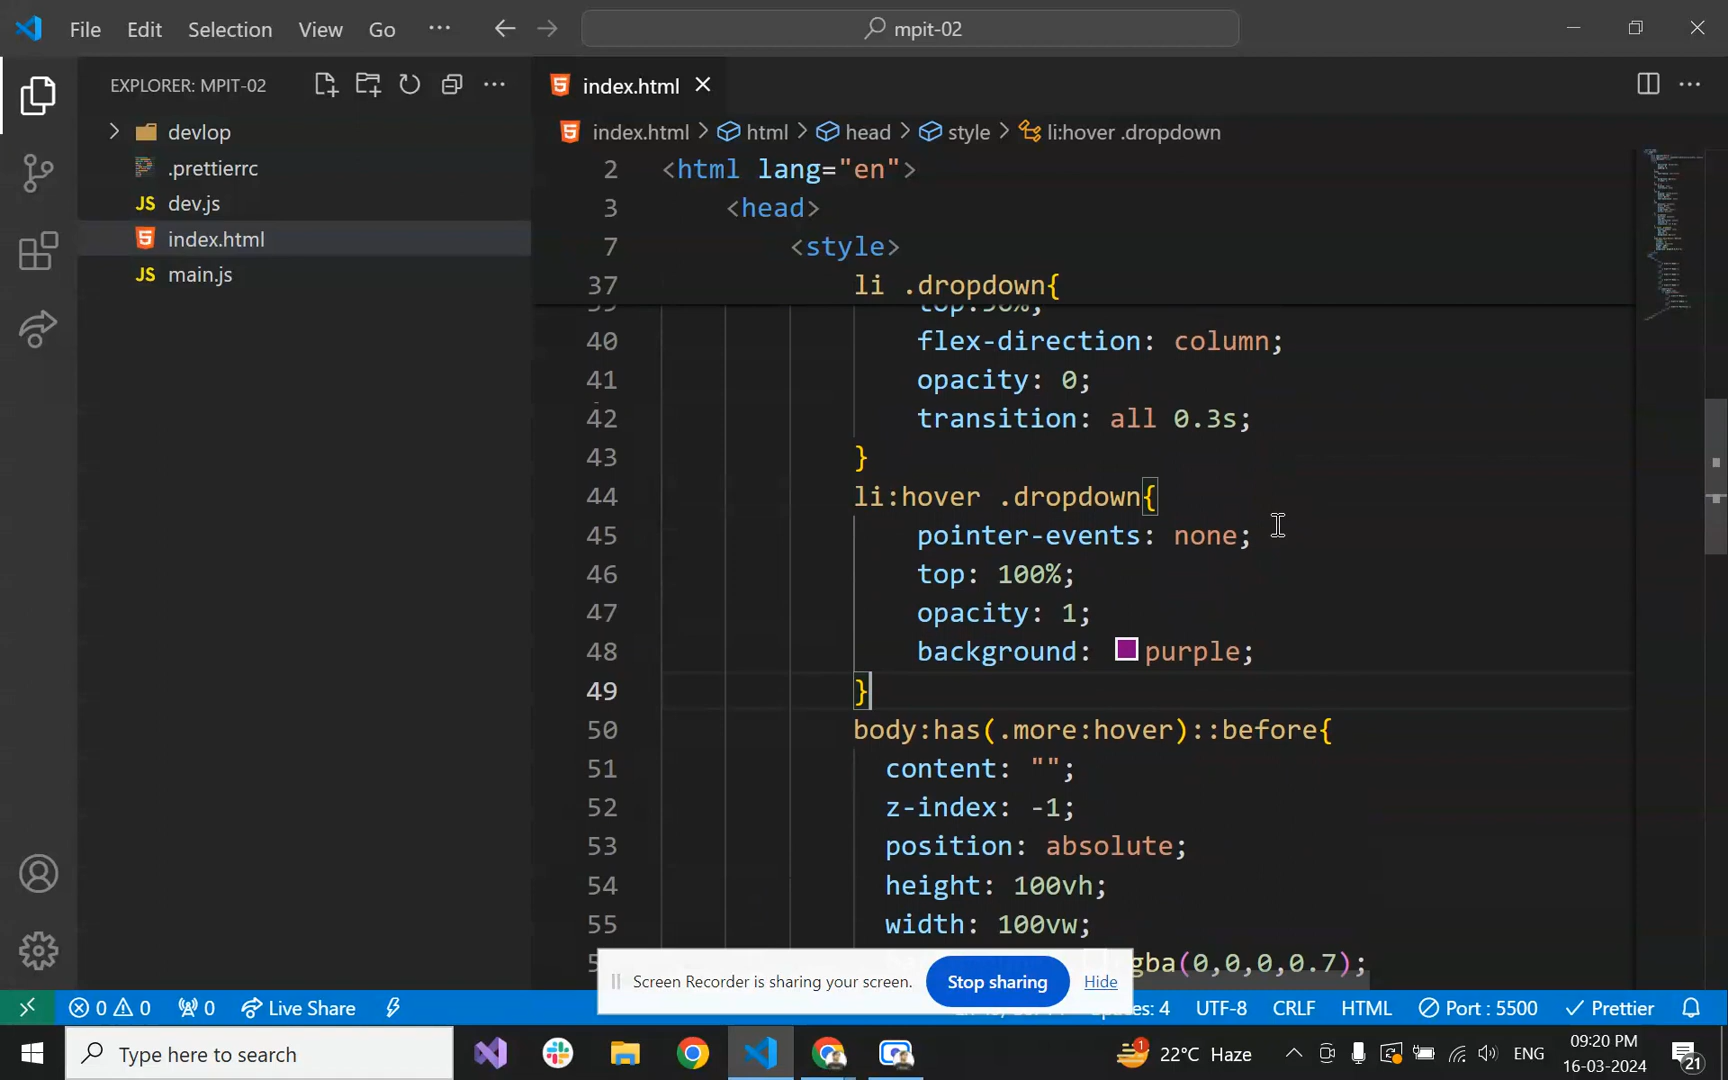 File Edit Selection View Go ··· mpit-02
EXPLORER: MPIT-02
index.html
devlop
.prettierrc
JS dev.js
index.html
JS main.js
index.html > html > head > style > li:hover .dropdown
2 <html lang="en">
3 <head>
7 <style>
37 li .dropdown{
40 flex-direction: column;
41 opacity: 0;
42 transition: all 0.3s;
43 }
44 li:hover .dropdown{
45 pointer-events: none;
46 top: 100%;
47 opacity: 1;
48 background: purple;
49 }
50 body:has(.more:hover)::before{
51 content: "";
52 z-index: -1;
53 position: absolute;
54 height: 100vh;
55 width: 100vw;
gba(0,0,0,0.7);
Screen Recorder is sharing your screen. Stop sharing Hide
0 0 0 Live Share Spaces: 4 UTF-8 CRLF HTML Port : 5500 Prettier
Type here to search
1 22°C Haze ENG 09:20 PM
16-03-2024
21